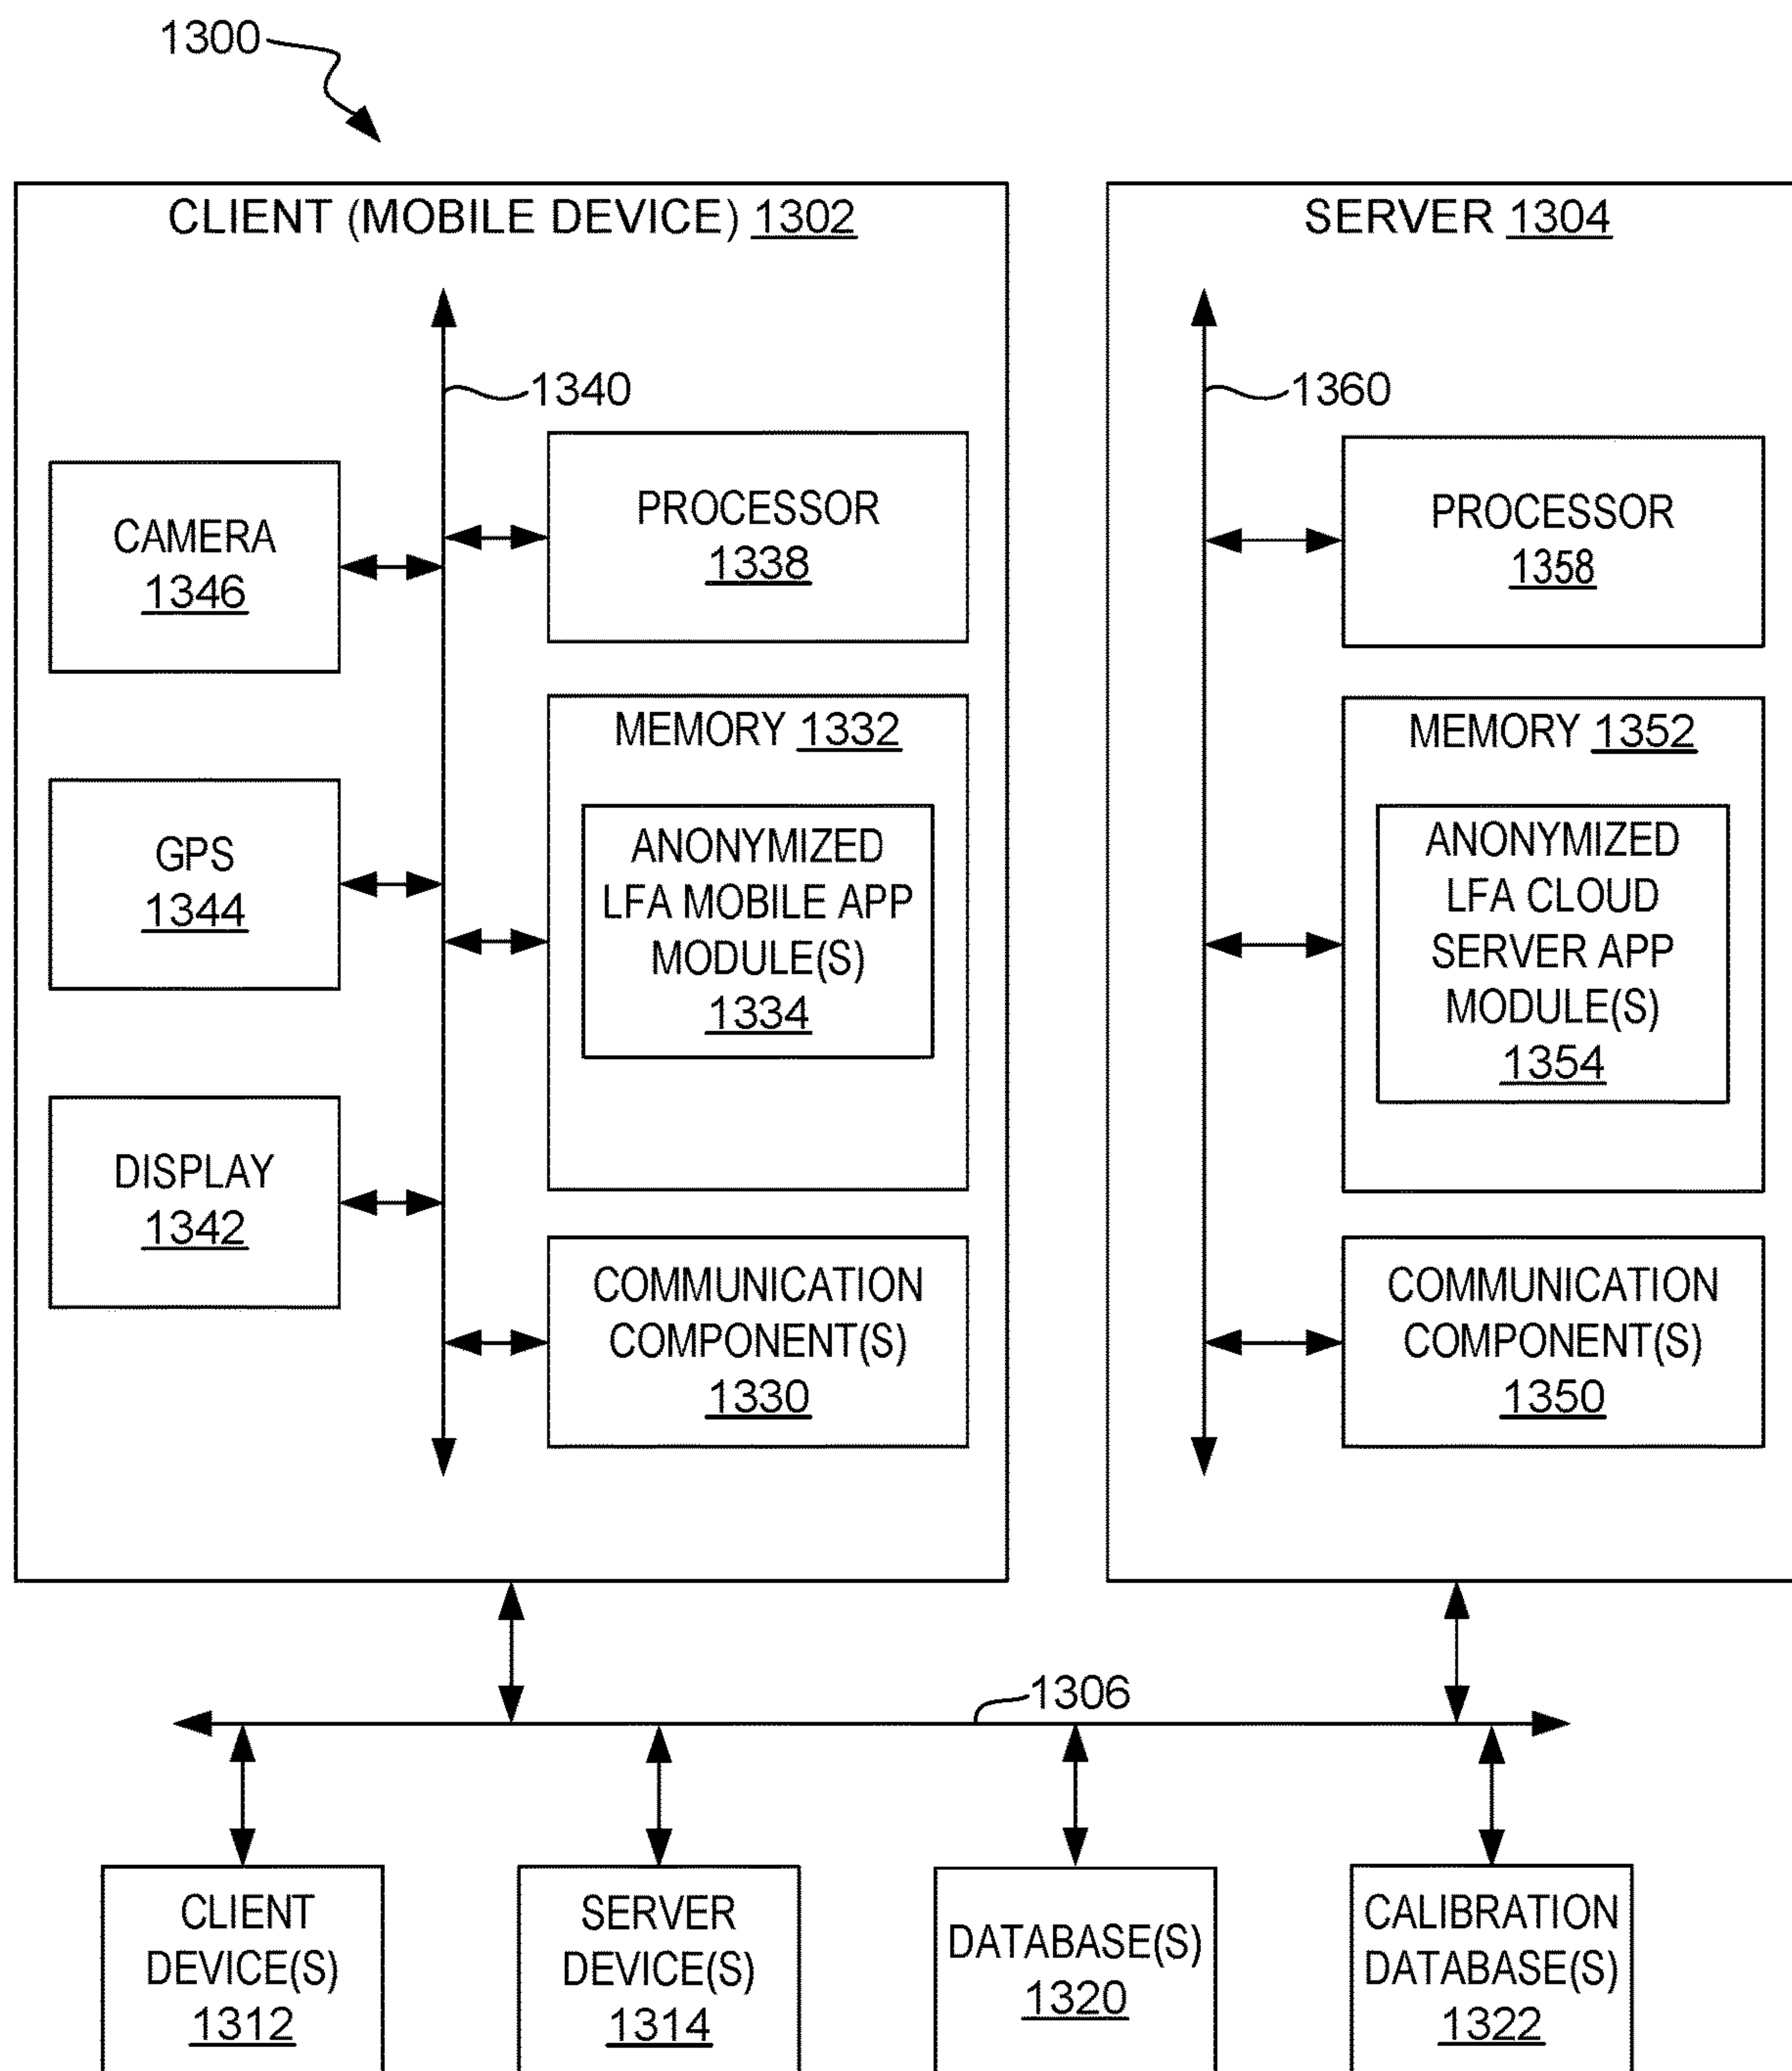 1300
CLIENT (MOBILE DEVICE) 1302
1340
CAMERA
1346
GPS
1344
DISPLAY
1342
PROCESSOR
1338
MEMORY 1332
ANONYMIZED
LFA MOBILE APP
MODULE(S)
1334
COMMUNICATION
COMPONENT(S)
1330
SERVER 1304
1360
PROCESSOR
1358
MEMORY 1352
ANONYMIZED
LFA CLOUD
SERVER APP
MODULE(S)
1354
COMMUNICATION
COMPONENT(S)
1350
1306
CLIENT
DEVICE(S)
1312
SERVER
DEVICE(S)
1314
DATABASE(S)
1320
CALIBRATION
DATABASE(S)
1322